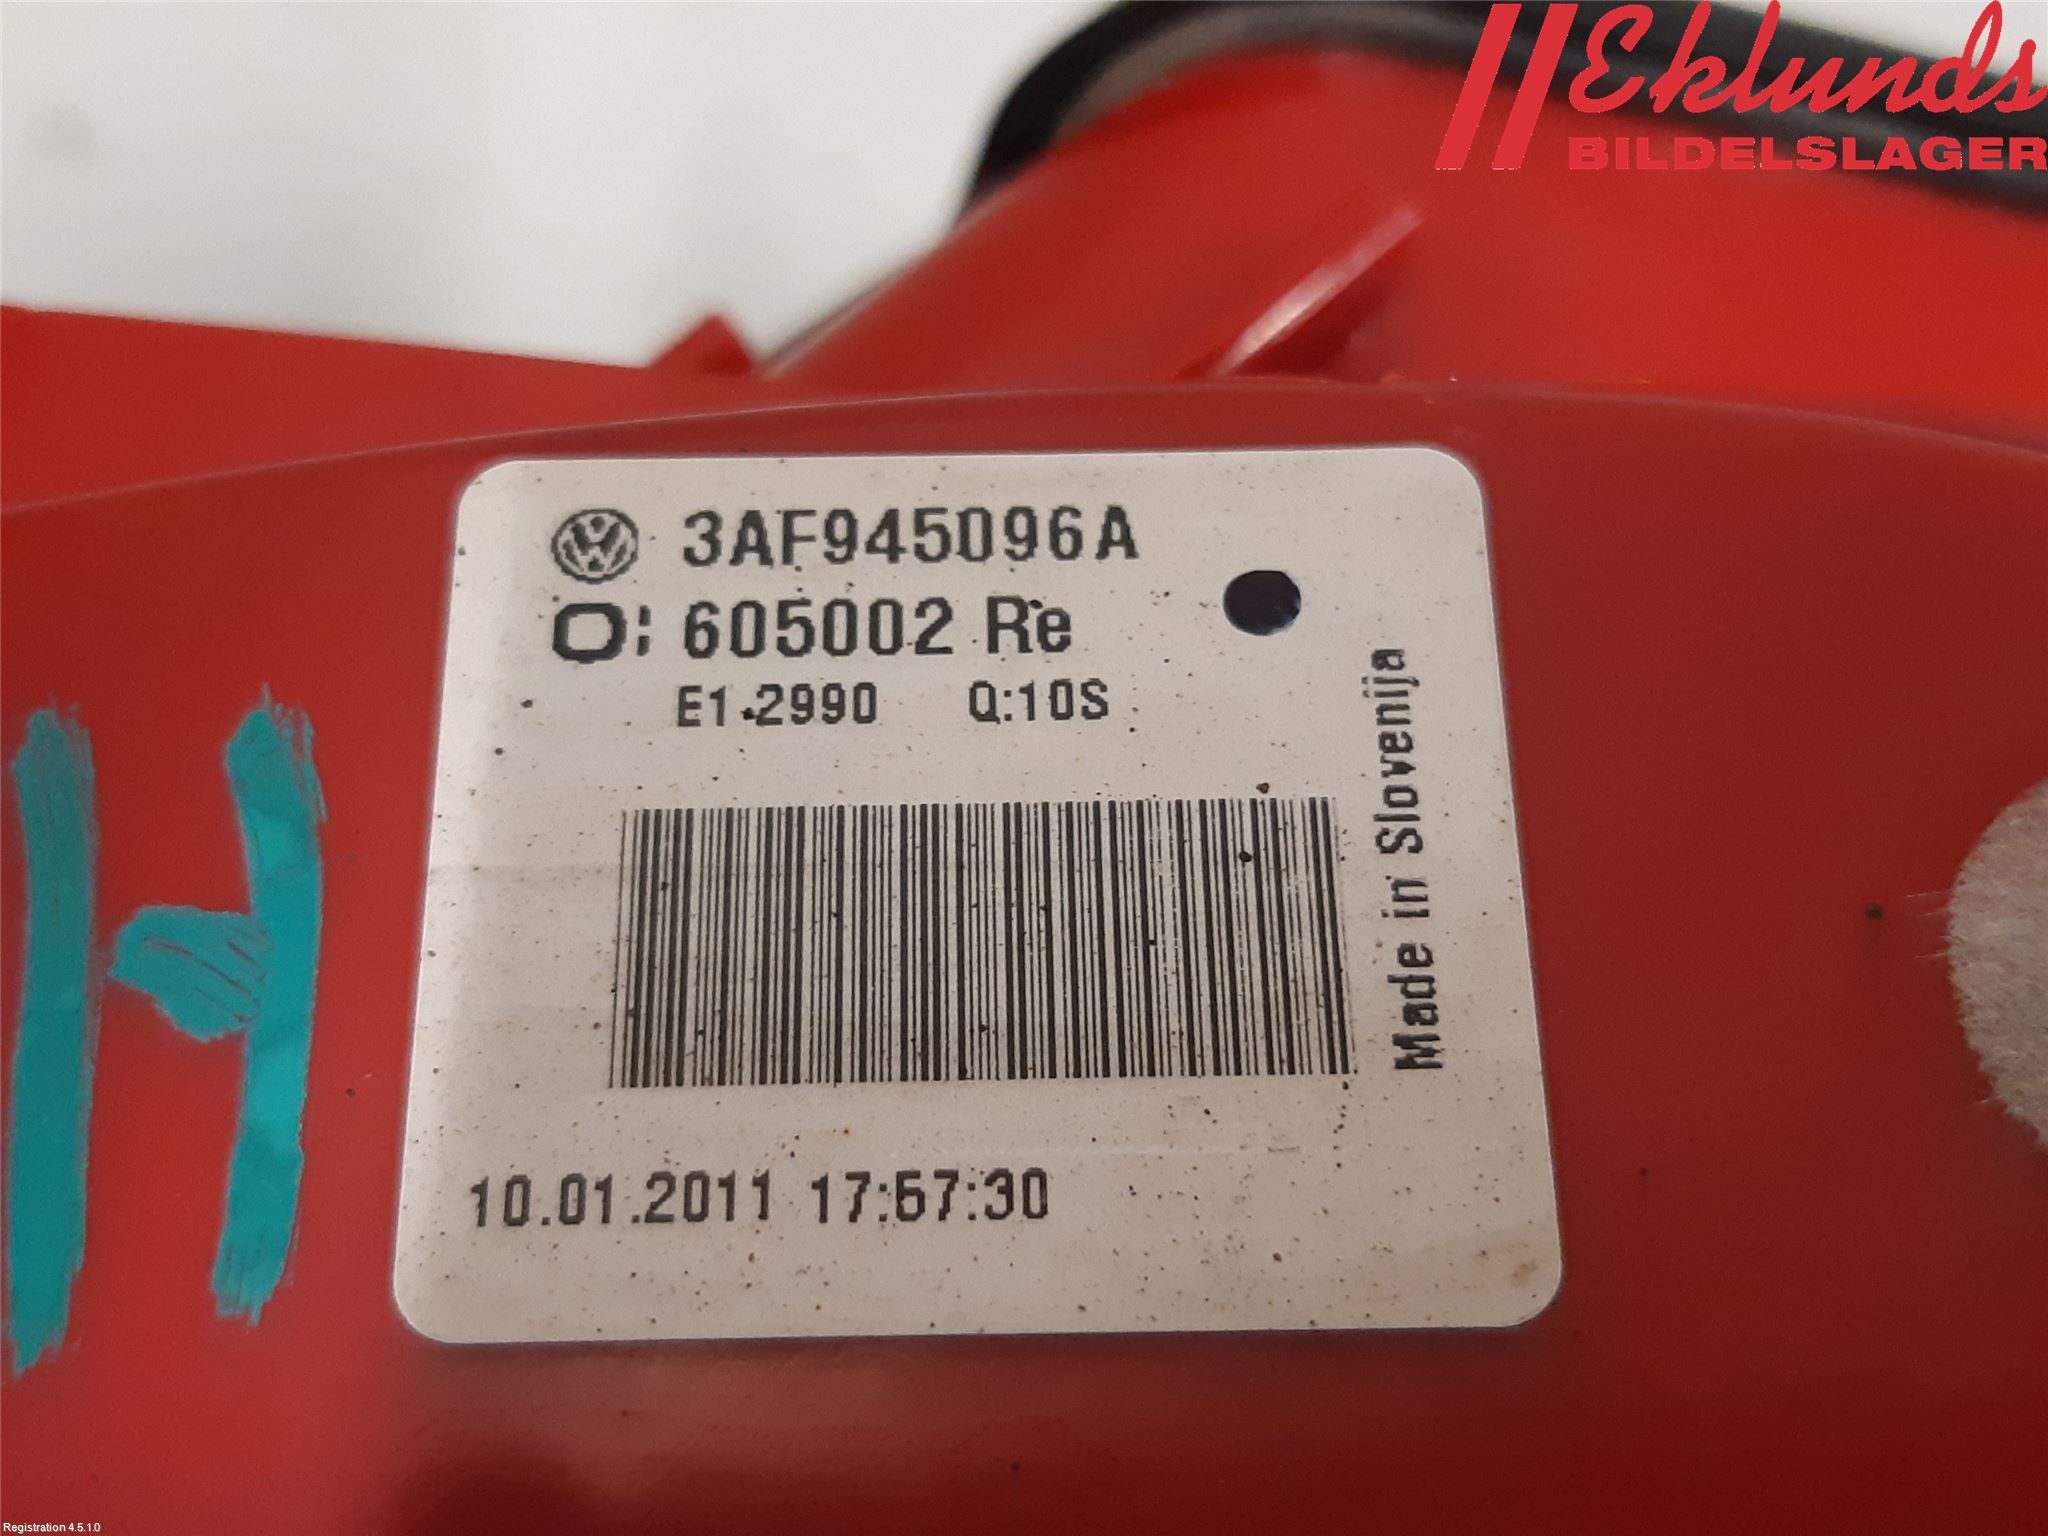 Eklunds
BILDELSLAGER
3AF945096A
O: 605002 Re
E1 2990 Q:10S
Made in Slovenija
10.01.2011 17:57:30
H
Registration 4.5.1.0